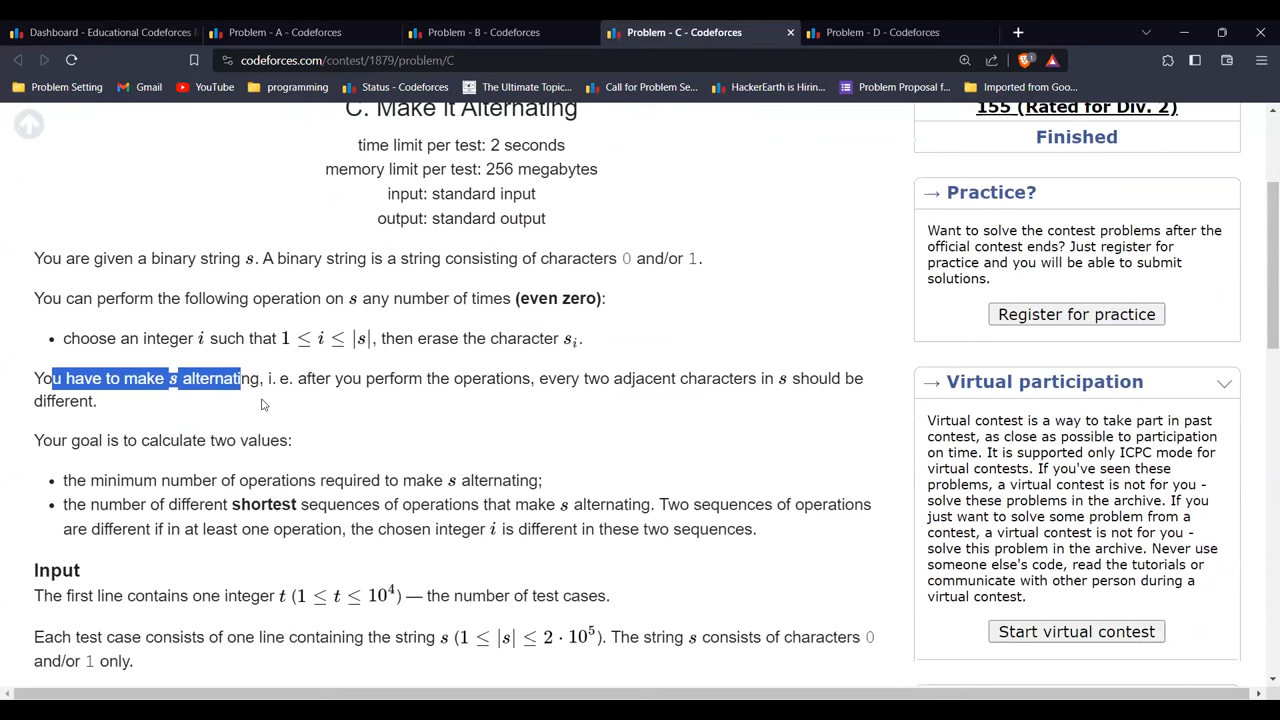 Dashboard - Educational Codeforces
Problem - A - Codeforces
Problem - B - Codeforces
Problem - C - Codeforces
Problem - D - Codeforces
codeforces.com/contest/1879/problem/C
Problem Setting
Gmail
YouTube
programming
Status - Codeforces
The Ultimate Topic...
Call for Problem Se...
HackerEarth is Hirin...
Problem Proposal f...
Imported from Goo...
C. Make it Alternating
time limit per test: 2 seconds
memory limit per test: 256 megabytes
input: standard input
output: standard output
You are given a binary string s. A binary string is a string consisting of characters 0 and/or 1.
You can perform the following operation on s any number of times (even zero):
• choose an integer i such that 1 ≤ i ≤ |s|, then erase the character sᵢ.
You have to make s alternating, i. e. after you perform the operations, every two adjacent characters in s should be
different.
Your goal is to calculate two values:
• the minimum number of operations required to make s alternating;
• the number of different shortest sequences of operations that make s alternating. Two sequences of operations
are different if in at least one operation, the chosen integer i is different in these two sequences.
Input
The first line contains one integer t (1 ≤ t ≤ 10⁴) — the number of test cases.
Each test case consists of one line containing the string s (1 ≤ |s| ≤ 2 · 10⁵). The string s consists of characters 0
and/or 1 only.
155 (Rated for Div. 2)
Finished
→ Practice?
Want to solve the contest problems after the
official contest ends? Just register for
practice and you will be able to submit
solutions.
Register for practice
→ Virtual participation
Virtual contest is a way to take part in past
contest, as close as possible to participation
on time. It is supported only ICPC mode for
virtual contests. If you've seen these
problems, a virtual contest is not for you -
solve these problems in the archive. If you
just want to solve some problem from a
contest, a virtual contest is not for you -
solve this problem in the archive. Never use
someone else's code, read the tutorials or
communicate with other person during a
virtual contest.
Start virtual contest